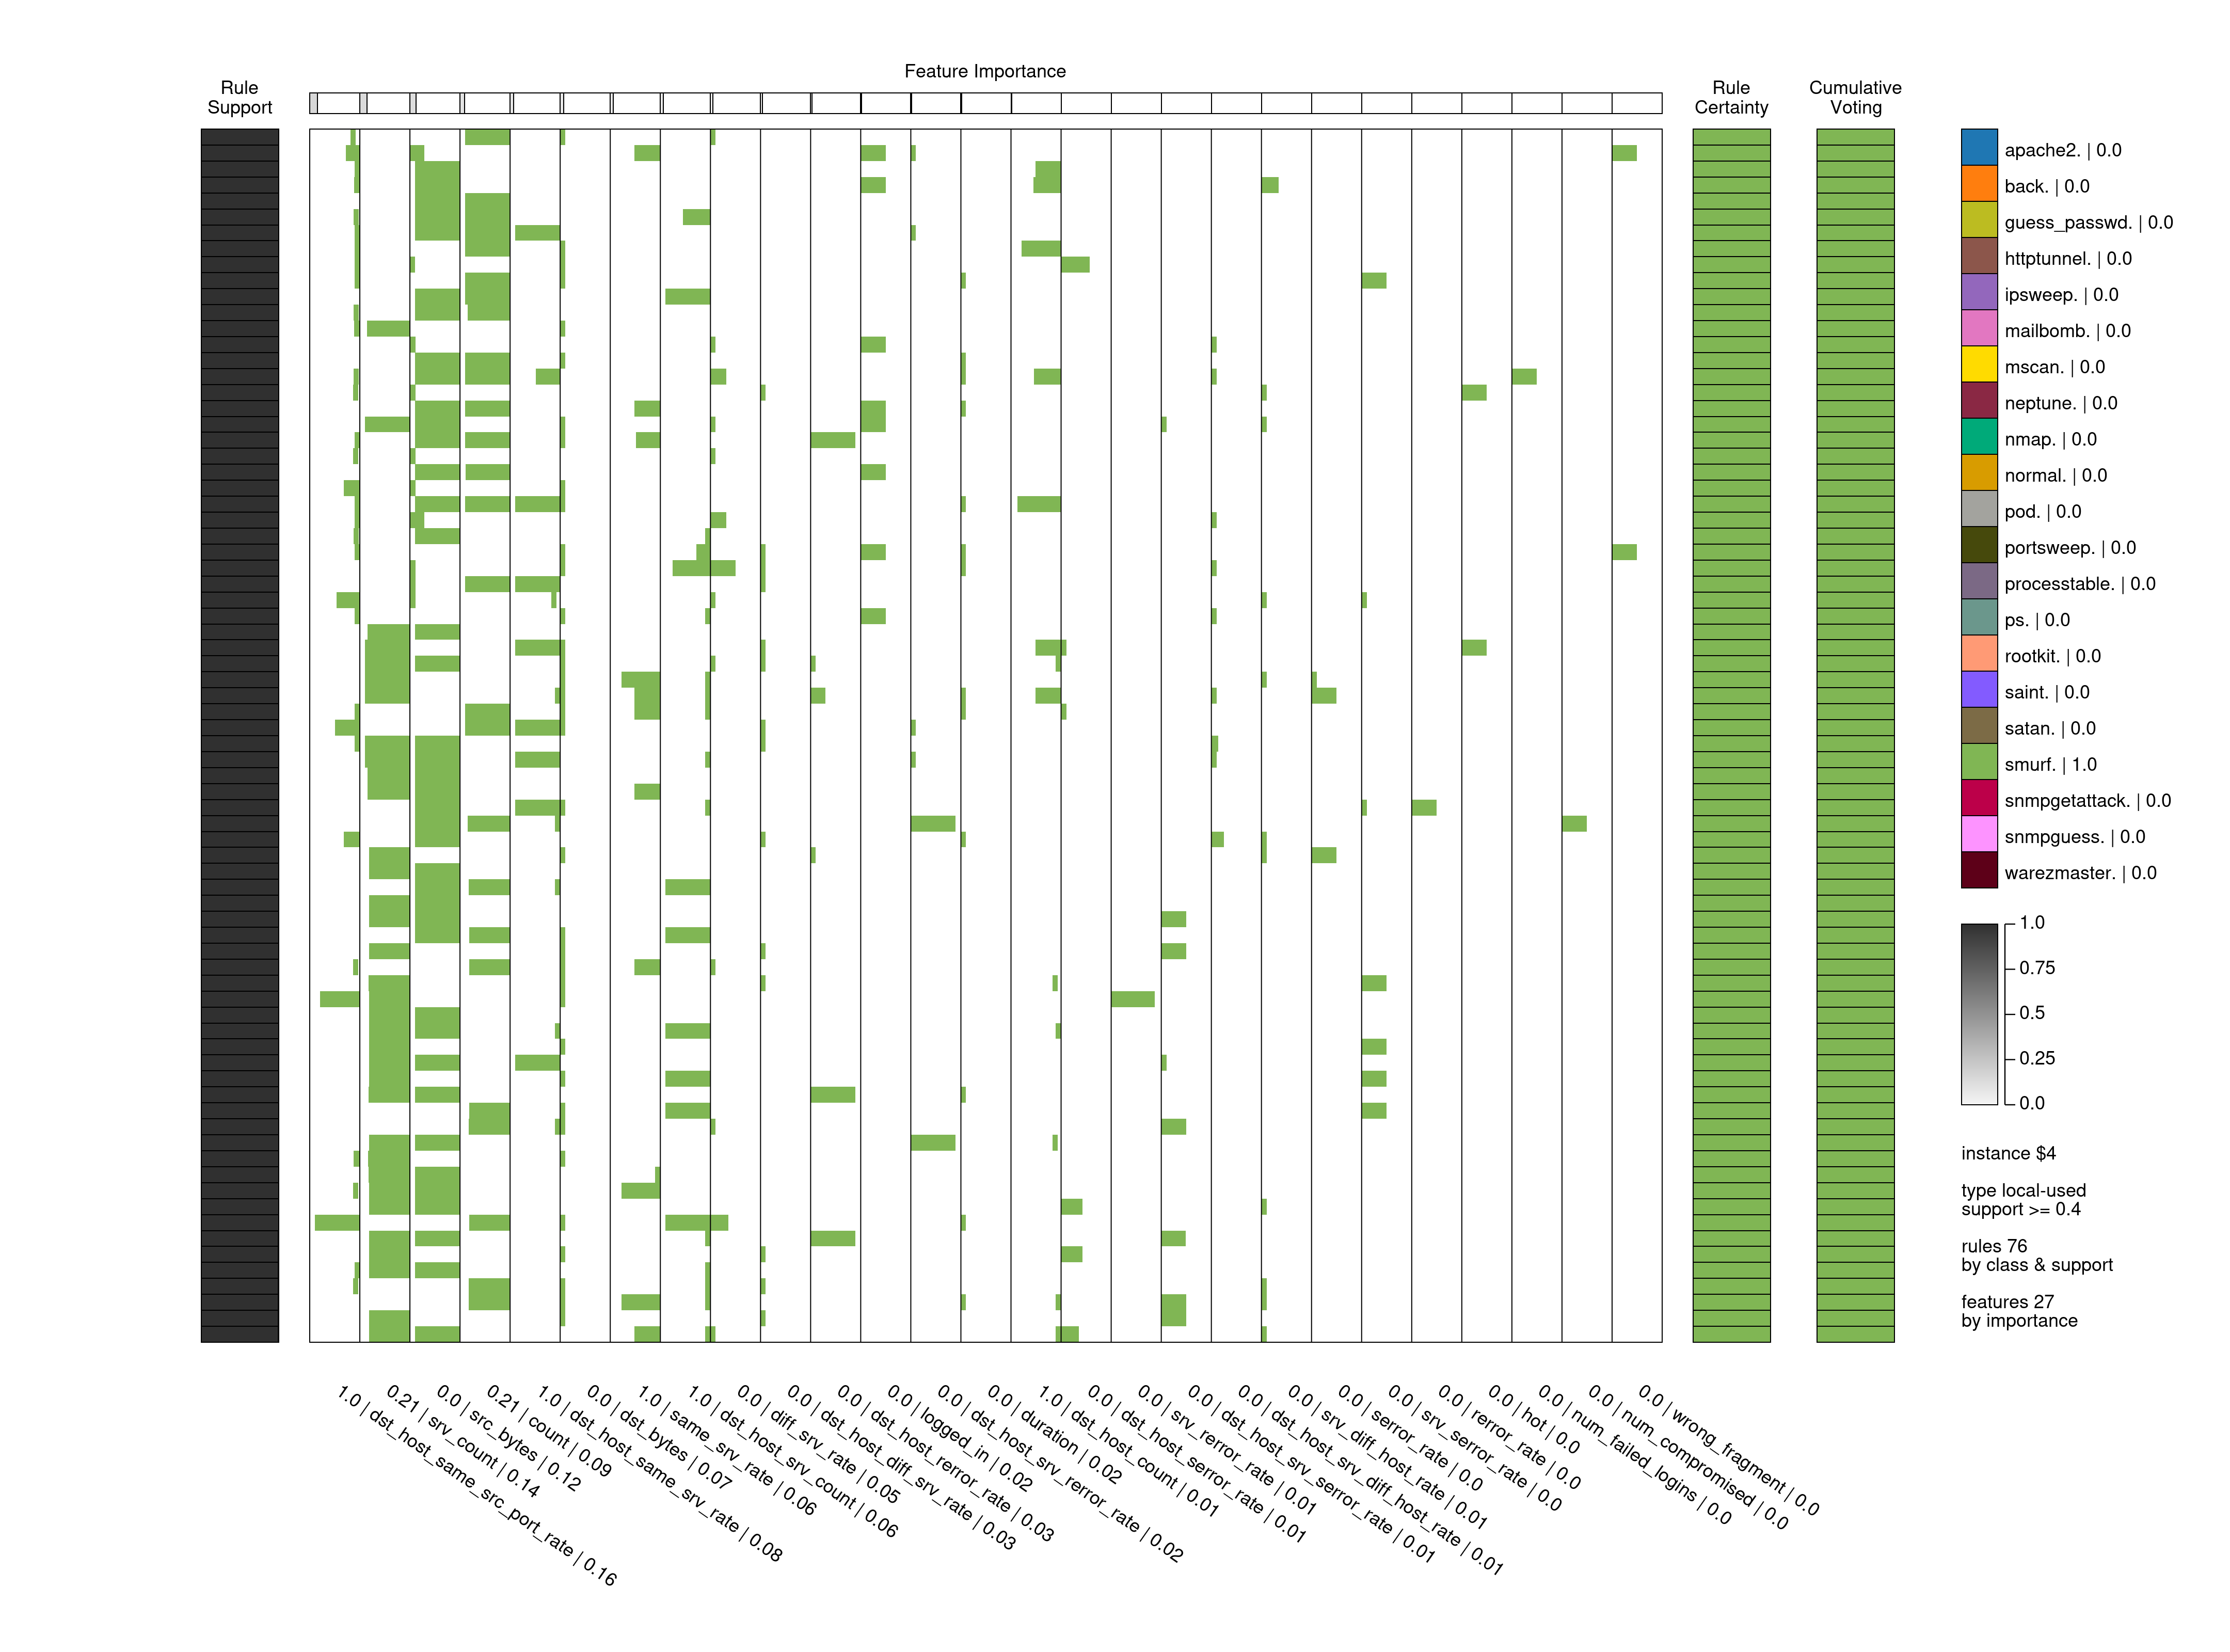 Feature Importance
Rule
Support
Rule
Certainty
Cumulative
Voting
apache2. | 0.0
back. | 0.0
guess_passwd. | 0.0
httptunnel. | 0.0
ipsweep. | 0.0
mailbomb. | 0.0
mscan. | 0.0
neptune. | 0.0
nmap. | 0.0
normal. | 0.0
pod. | 0.0
portsweep. | 0.0
processtable. | 0.0
ps. | 0.0
rootkit. | 0.0
saint. | 0.0
satan. | 0.0
smurf. | 1.0
snmpgetattack. | 0.0
snmpguess. | 0.0
warezmaster. | 0.0
1.0
0.75
0.5
0.25
0.0
instance $4
type local-used
support >= 0.4
rules 76
by class & support
features 27
by importance
1.0 | dst_host_same_src_port_rate | 0.16
0.21 | srv_count | 0.14
0.0 | src_bytes | 0.12
0.21 | count | 0.09
1.0 | dst_host_same_srv_rate | 0.08
0.0 | dst_bytes | 0.07
1.0 | same_srv_rate | 0.06
1.0 | dst_host_srv_count | 0.06
0.0 | diff_srv_rate | 0.05
0.0 | dst_host_diff_srv_rate | 0.03
0.0 | dst_host_rerror_rate | 0.03
0.0 | logged_in | 0.02
0.0 | dst_host_srv_rerror_rate | 0.02
0.0 | duration | 0.02
1.0 | dst_host_count | 0.01
0.0 | dst_host_serror_rate | 0.01
0.0 | srv_rerror_rate | 0.01
0.0 | dst_host_srv_serror_rate | 0.01
0.0 | dst_host_srv_diff_host_rate | 0.01
0.0 | srv_diff_host_rate | 0.01
0.0 | serror_rate | 0.0
0.0 | srv_serror_rate | 0.0
0.0 | rerror_rate | 0.0
0.0 | hot | 0.0
0.0 | num_failed_logins | 0.0
0.0 | num_compromised | 0.0
0.0 | wrong_fragment | 0.0